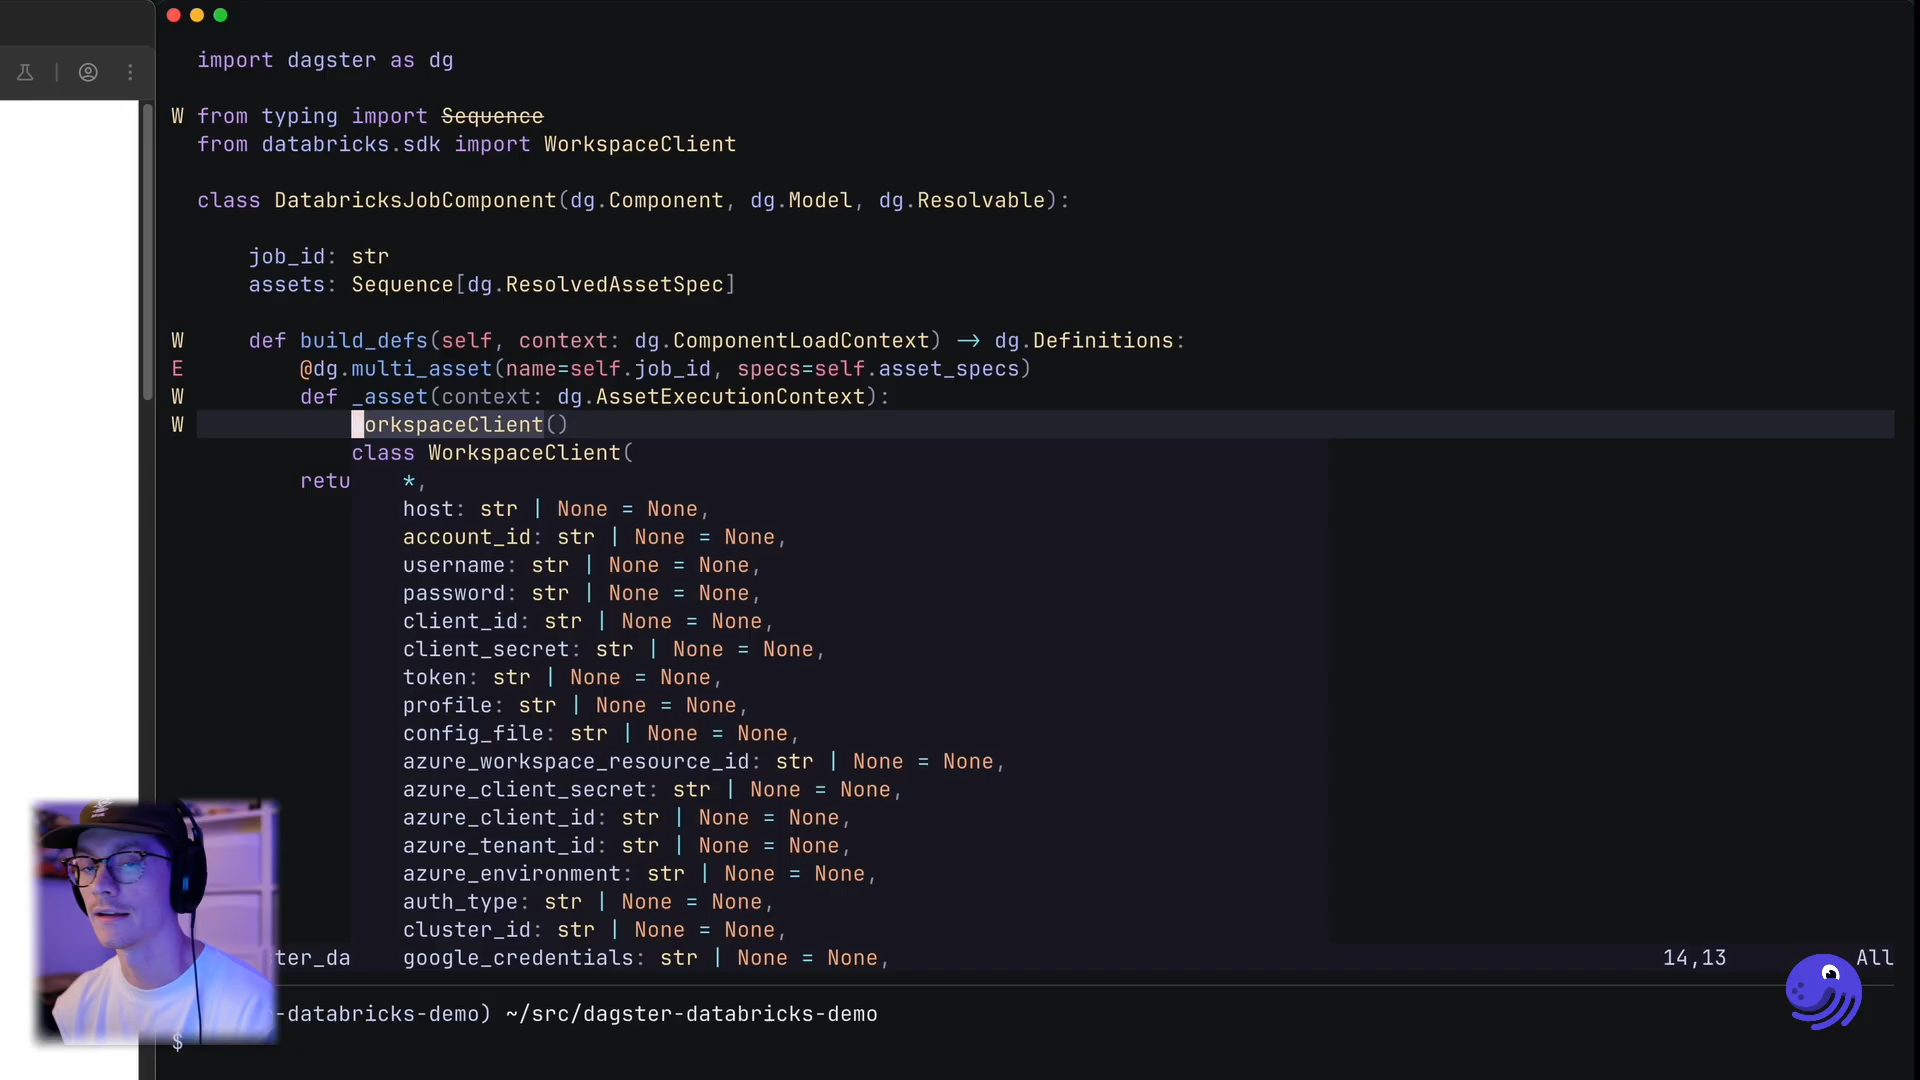 import dagster as dg
W from typing import Sequence
from databricks.sdk import WorkspaceClient
class DatabricksJobComponent(dg.Component, dg.Model, dg.Resolvable):
job_id: str
assets: Sequence[dg.ResolvedAssetSpec]
W def build_defs(self, context: dg.ComponentLoadContext) -> dg.Definitions:
E @dg.multi_asset(name=self.job_id, specs=self.asset_specs)
W def _asset(context: dg.AssetExecutionContext):
W orkspaceClient()
class WorkspaceClient(
retu *,
host: str | None = None,
account_id: str | None = None,
username: str | None = None,
password: str | None = None,
client_id: str | None = None,
client_secret: str | None = None,
token: str | None = None,
profile: str | None = None,
config_file: str | None = None,
azure_workspace_resource_id: str | None = None,
azure_client_secret: str | None = None,
azure_client_id: str | None = None,
azure_tenant_id: str | None = None,
azure_environment: str | None = None,
auth_type: str | None = None,
cluster_id: str | None = None,
ster_da google_credentials: str | None = None, 14,13 All
-databricks-demo) ~/src/dagster-databricks-demo
$